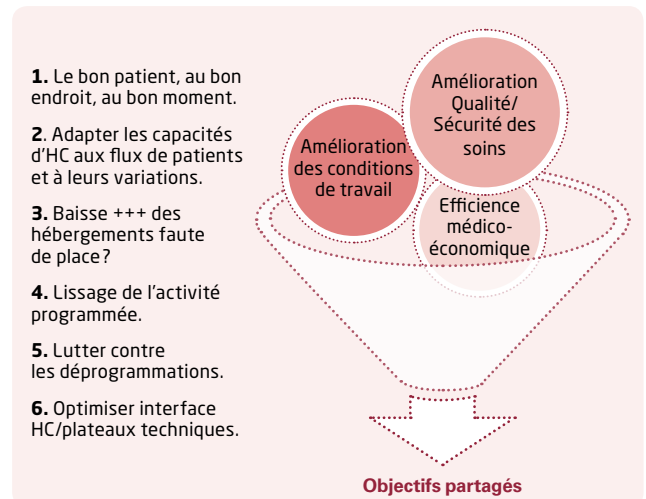 1. Le bon patient, au bon
endroit, au bon moment.
2. Adapter les capacités
d'HC aux flux de patients
et à leurs variations.
3. Baisse +++ des
hébergements faute
de place?
4. Lissage de l'activité
programmée.
5. Lutter contre
les déprogrammations.
6. Optimiser interface
HC/plateaux techniques.
Amélioration
Qualité/
Sécurité des
soins
Amélioration
des conditions
de travail
Efficience
médico-
économique
Objectifs partagés